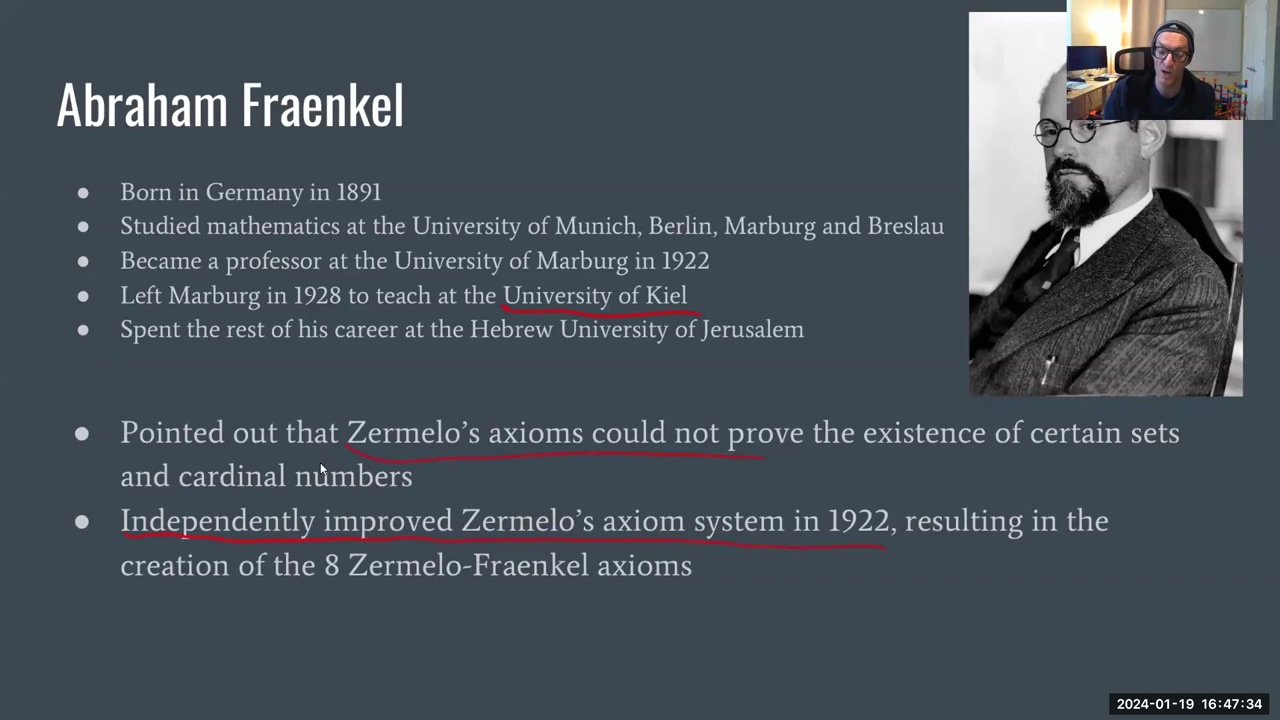 Abraham Fraenkel
● Born in Germany in 1891
● Studied mathematics at the University of Munich, Berlin, Marburg and Breslau
● Became a professor at the University of Marburg in 1922
● Left Marburg in 1928 to teach at the University of Kiel
● Spent the rest of his career at the Hebrew University of Jerusalem
● Pointed out that Zermelo’s axioms could not prove the existence of certain sets
and cardinal numbers
● Independently improved Zermelo’s axiom system in 1922, resulting in the
creation of the 8 Zermelo-Fraenkel axioms
2024-01-19 16:47:34